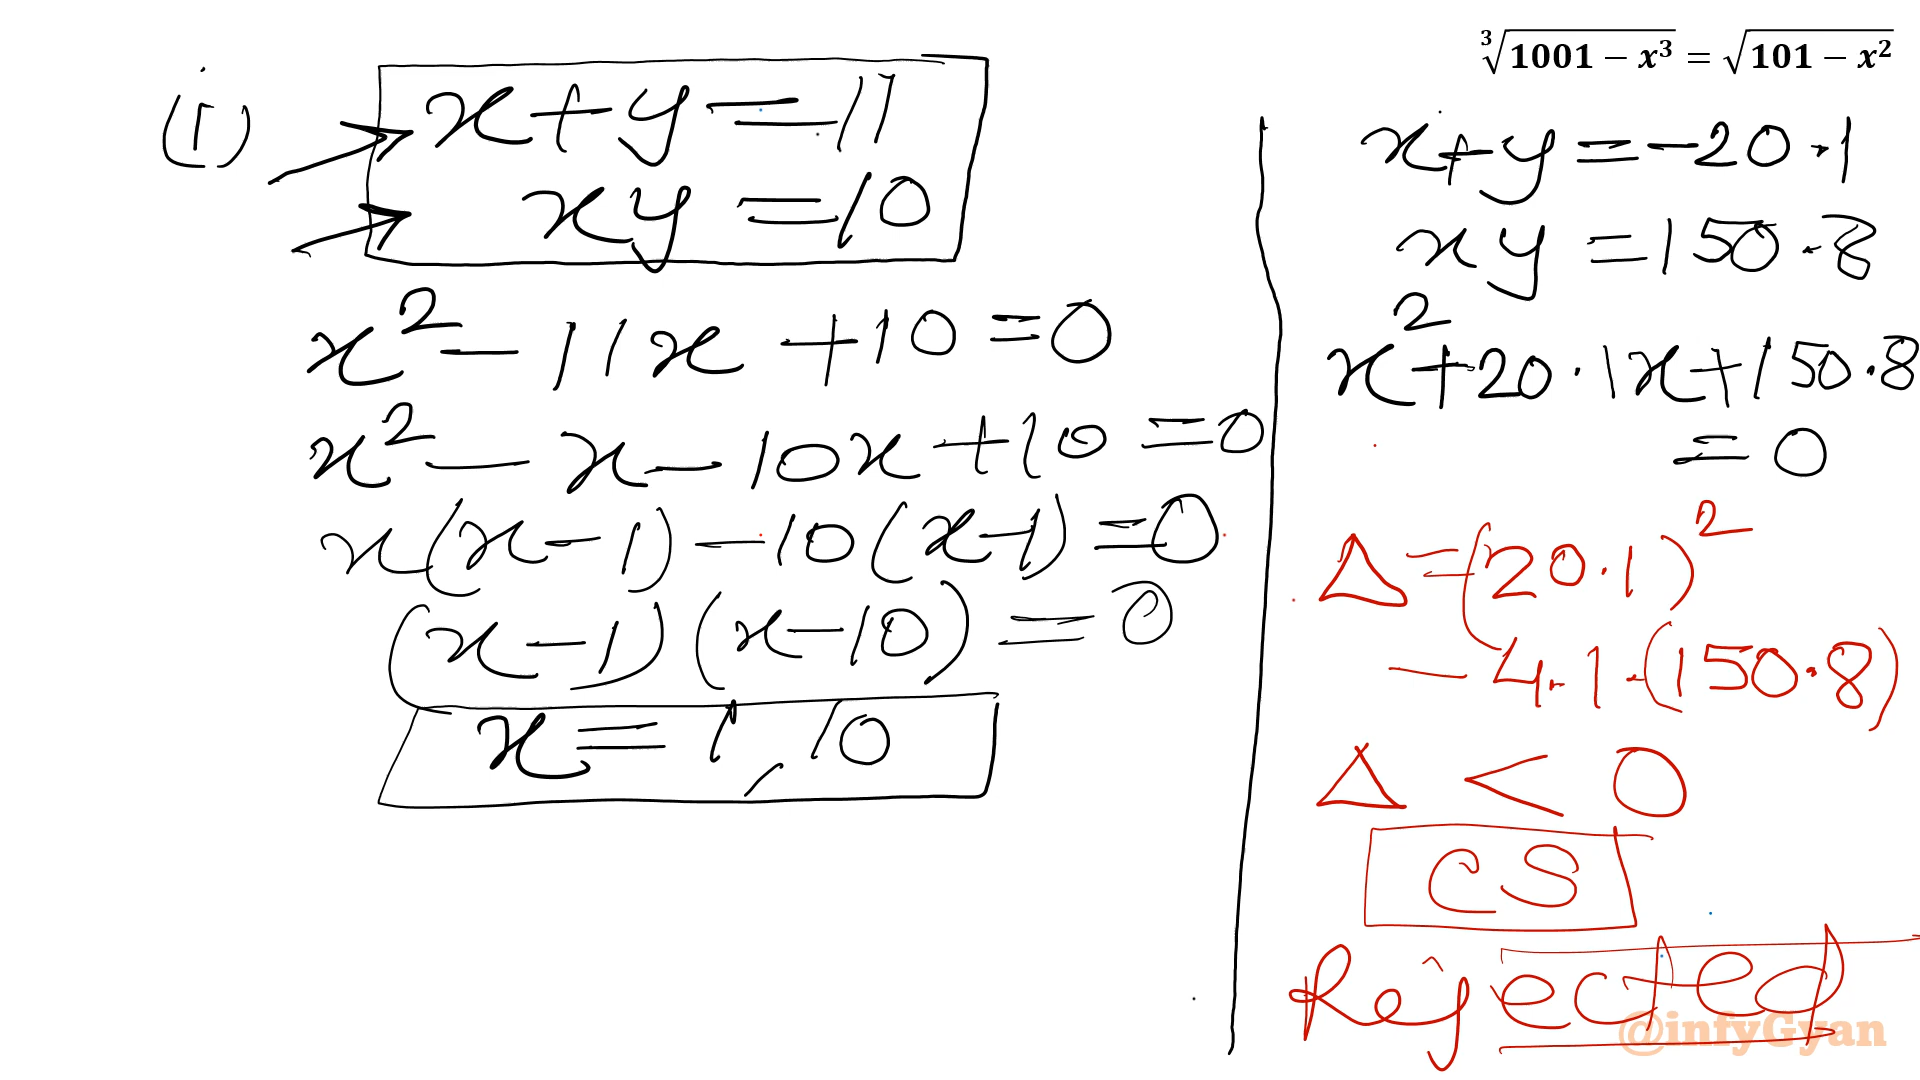 ∛(1001 − x³) = √(101 − x²)
(i)
x + y = 11
xy = 10
x² − 11x + 10 = 0
x² − x − 10x + 10 = 0
x(x − 1) − 10(x − 1) = 0
(x − 1)(x − 10) = 0
x = 1, 10
x + y = −20.1
xy = 150.8
x² + 20.1x + 150.8
= 0
Δ = (20.1)²
− 4.1.(150.8)
Δ < 0
CS
Rejected
@infyGyan